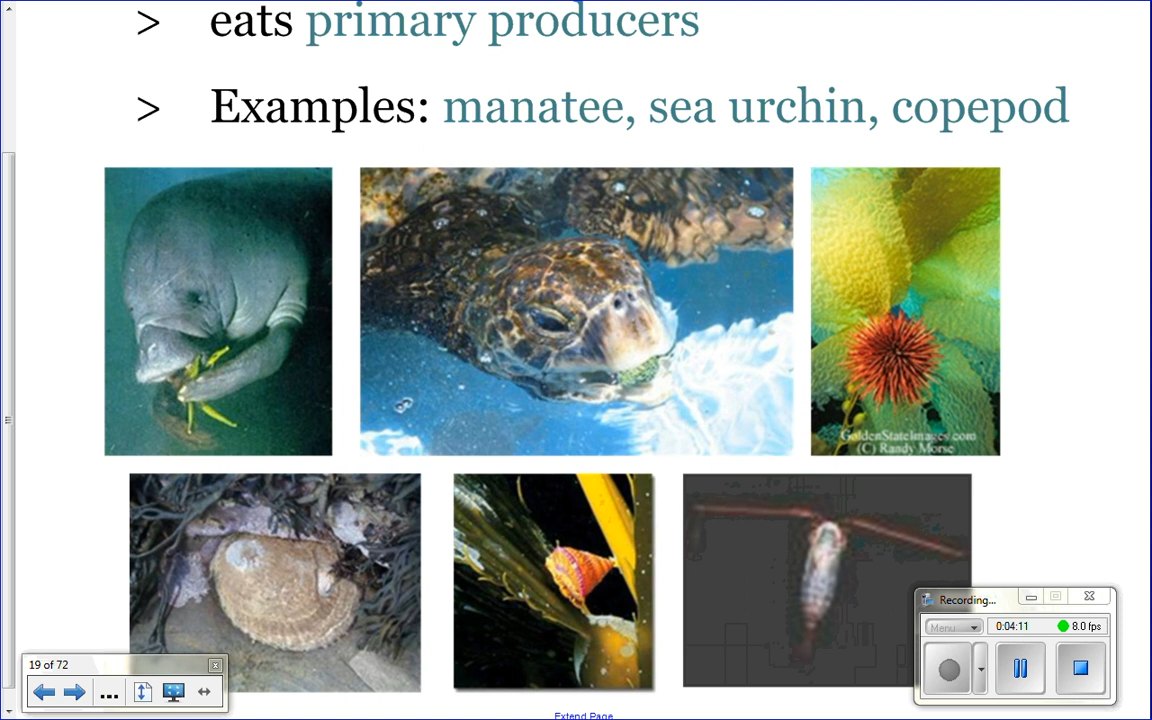 > eats primary producers
> Examples: manatee, sea urchin, copepod
GoldenStateImages.com
(C) Randy Morse
Recording...
Menu 0:04:11 8.0 fps
19 of 72
...
Extend Page